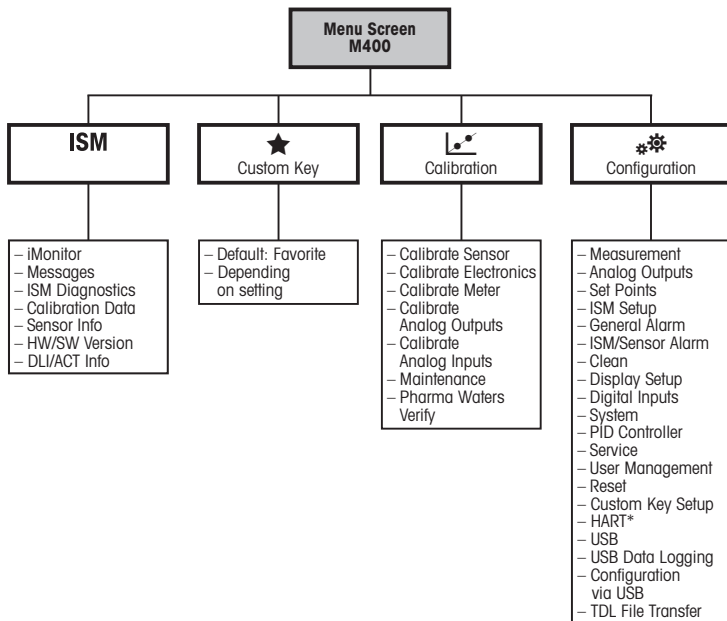 Menu Screen
M400
ISM
Custom Key
Calibration
Configuration
– iMonitor
– Messages
– ISM Diagnostics
– Calibration Data
– Sensor Info
– HW/SW Version
– DLI/ACT Info
– Default: Favorite
– Depending
on setting
– Calibrate Sensor
– Calibrate Electronics
– Calibrate Meter
– Calibrate
Analog Outputs
– Calibrate
Analog Inputs
– Maintenance
– Pharma Waters
Verify
– Measurement
– Analog Outputs
– Set Points
– ISM Setup
– General Alarm
– ISM/Sensor Alarm
– Clean
– Display Setup
– Digital Inputs
– System
– PID Controller
– Service
– User Management
– Reset
– Custom Key Setup
– HART*
– USB
– USB Data Logging
– Configuration
via USB
– TDL File Transfer